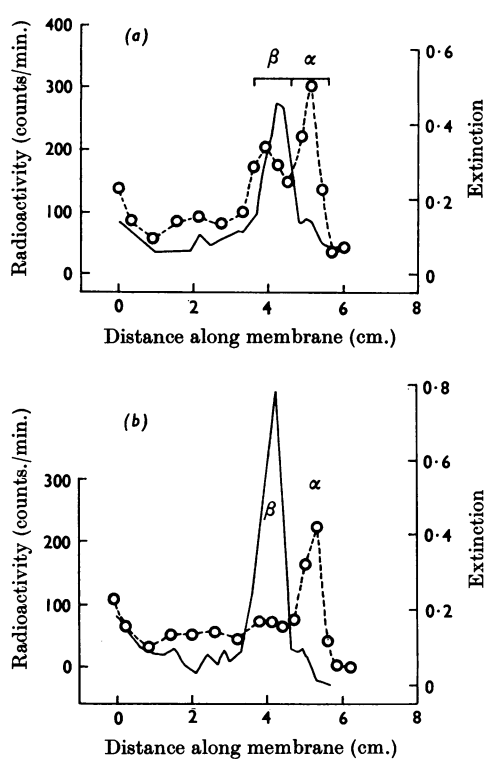 (a)
Radioactivity (counts/min.)
400
300
200
100
0
β α
0·6
0·4
0·2
0
Extinction
0 2 4 6 8
Distance along membrane (cm.)
(b)
Radioactivity (counts./min.)
300
200
100
0
β
α
0·8
0·6
0·4
0·2
0
Extinction
0 2 4 6 8
Distance along membrane (cm.)